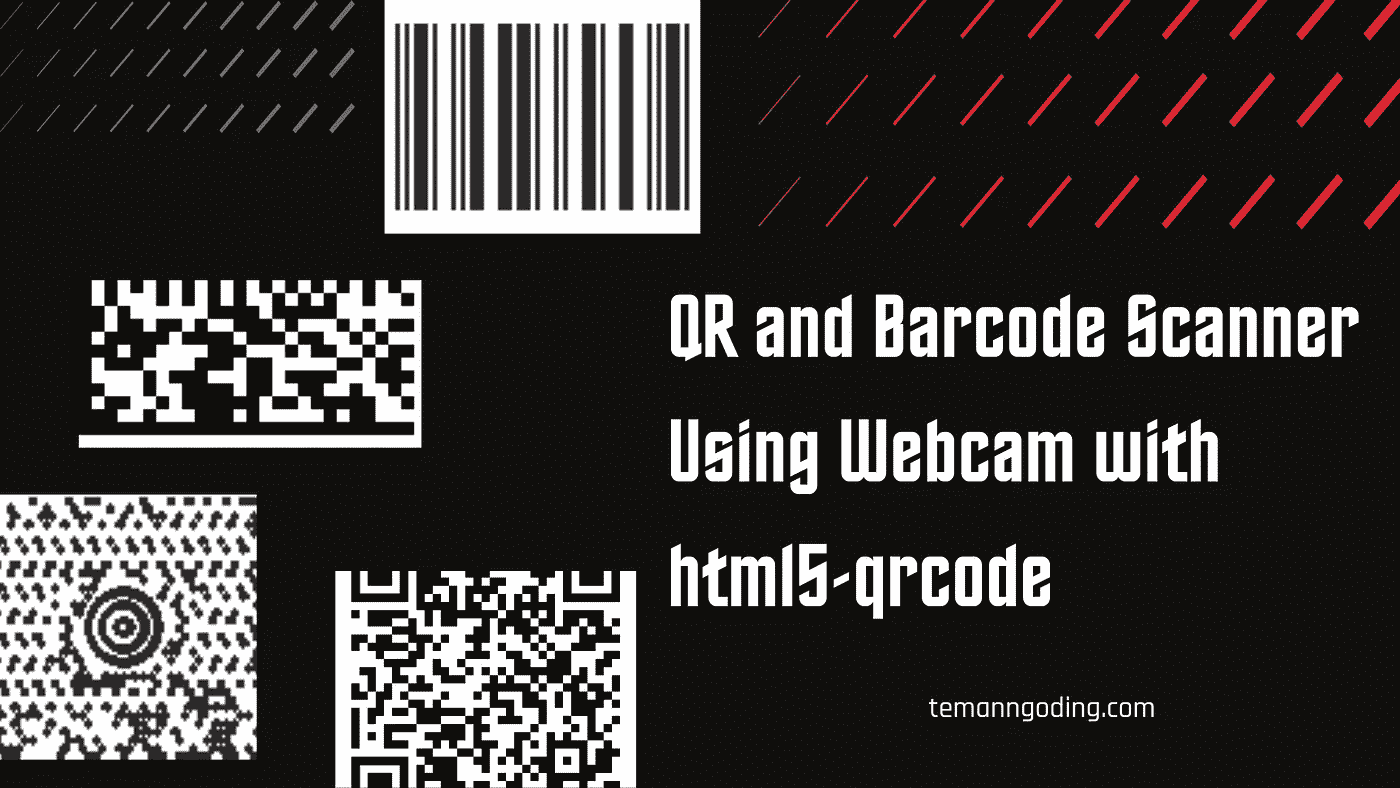 QR and Barcode Scanner
Using Webcam with
html5-qrcode
temanngoding.com